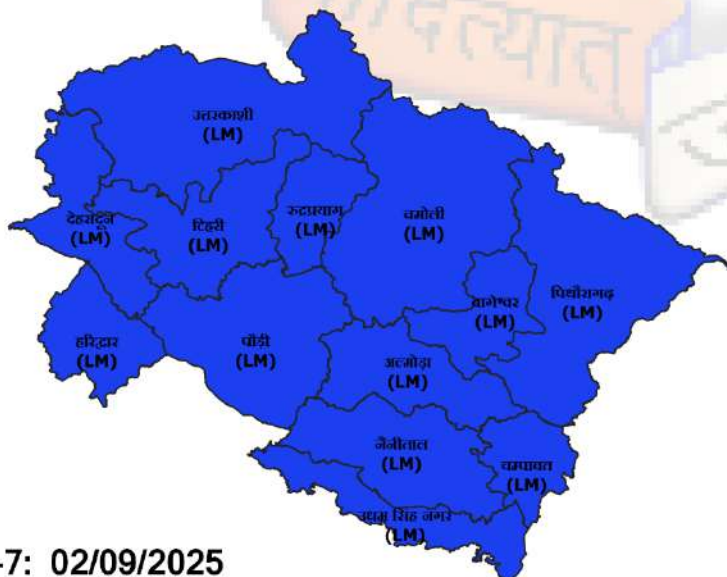 उत्तरकाशी
(LM)
देहरादून
(LM)
टिहरी
(LM)
रुद्रप्रयाग
(LM)
चमोली
(LM)
बागेश्वर
(LM)
पिथौरागढ़
(LM)
हरिद्वार
(LM)
पौड़ी
(LM)
अल्मोड़ा
(LM)
नैनीताल
(LM)
चम्पावत
(LM)
उधम सिंह नगर
(LM)
-7: 02/09/2025